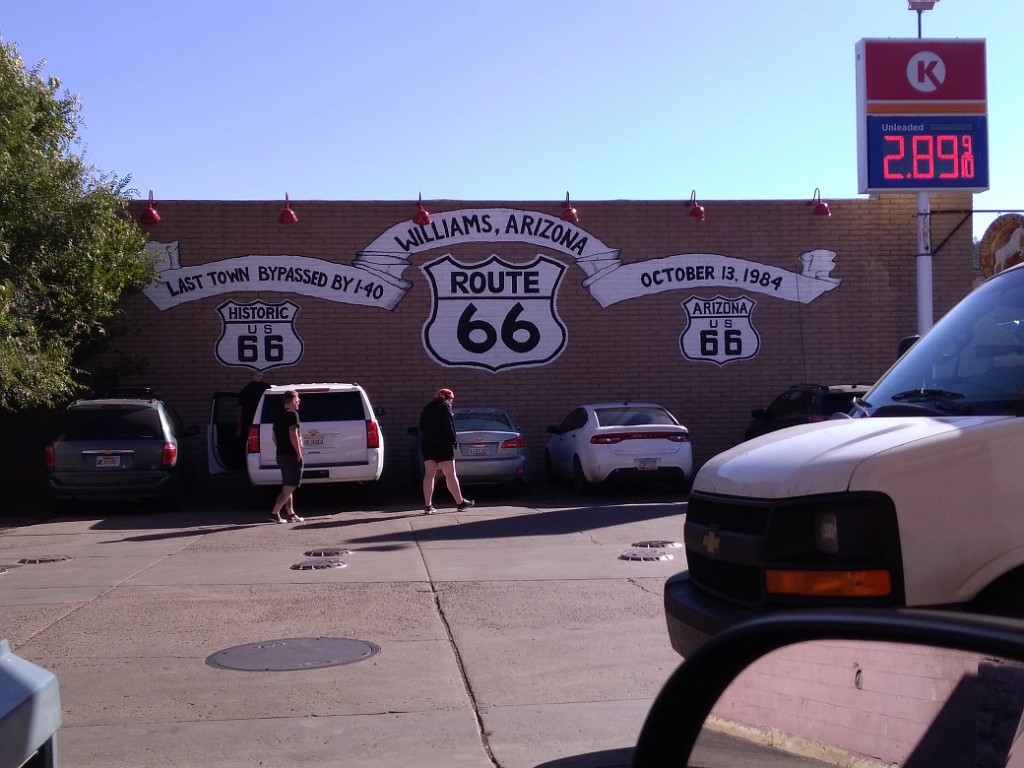 K
Unleaded
2.89 9/10
WILLIAMS, ARIZONA
LAST TOWN BYPASSED BY I-40
OCTOBER 13, 1984
HISTORIC
US
66
ROUTE
66
ARIZONA
US
66